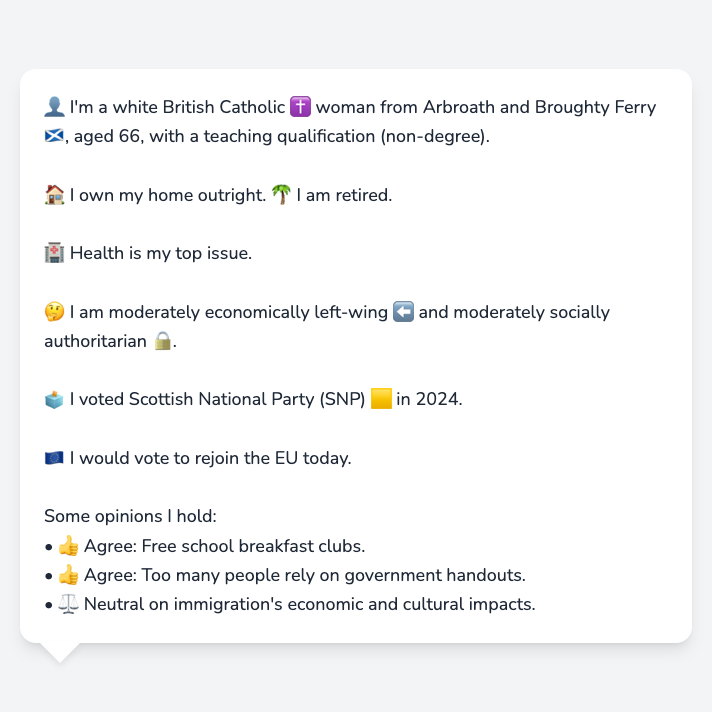 👤 I'm a white British Catholic ✝️ woman from Arbroath and Broughty Ferry
🏴󠁧󠁢󠁳󠁣󠁴󠁿, aged 66, with a teaching qualification (non-degree).
🏠 I own my home outright. 🌴 I am retired.
🏥 Health is my top issue.
🤔 I am moderately economically left-wing ⬅️ and moderately socially
authoritarian 🔒.
🗳️ I voted Scottish National Party (SNP) 🟨 in 2024.
🇪🇺 I would vote to rejoin the EU today.
Some opinions I hold:
• 👍 Agree: Free school breakfast clubs.
• 👍 Agree: Too many people rely on government handouts.
• ⚖️ Neutral on immigration's economic and cultural impacts.